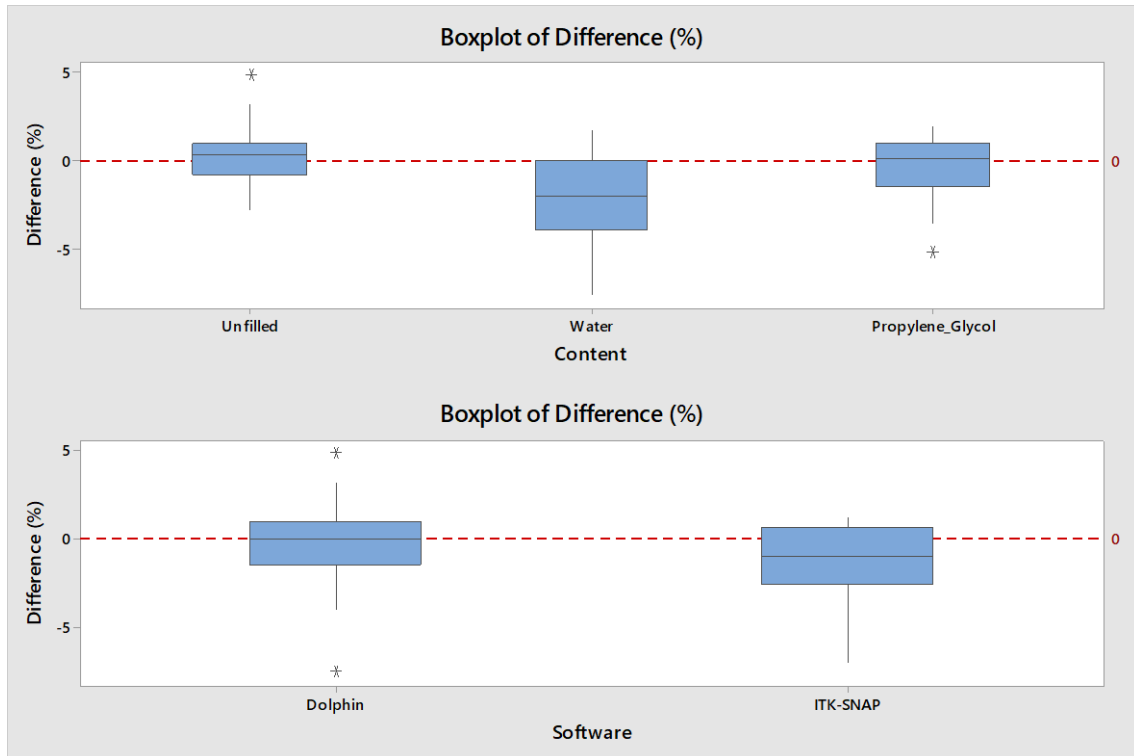 Boxplot of Difference (%)
Difference (%)
5
0
-5
0
Unfilled Water Propylene_Glycol
Content
Boxplot of Difference (%)
Difference (%)
5
0
-5
0
Dolphin ITK-SNAP
Software